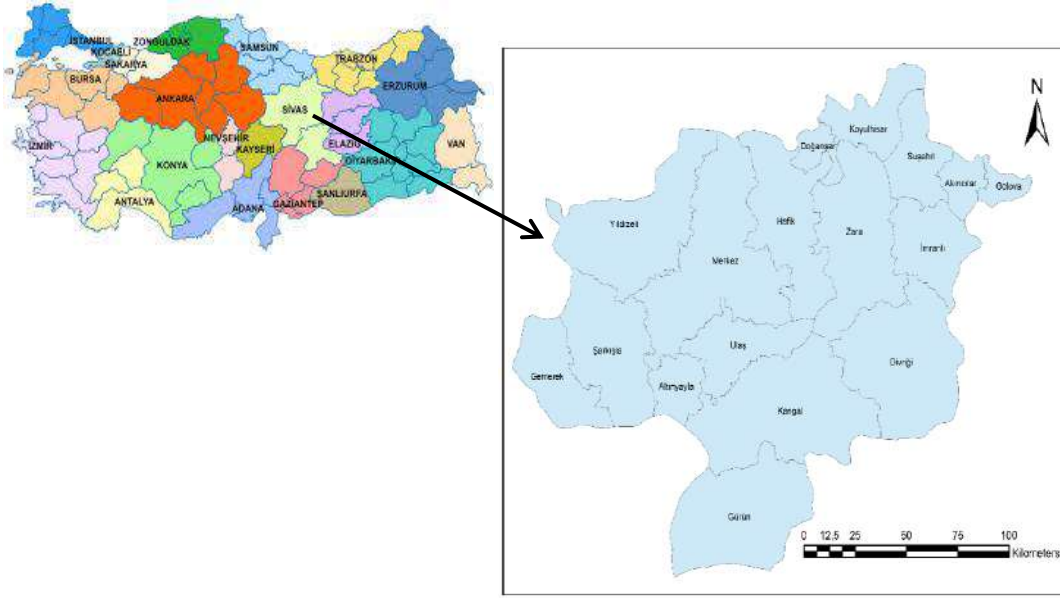 İSTANBUL
ZONGULDAK
KOCAELİ
SAKARYA
SAMSUN
TRABZON
BURSA
ERZURUM
ANKARA
SİVAS
İZMİR
NEVŞEHİR
KAYSERİ
ELAZIĞ
VAN
KONYA
DİYARBAKIR
ŞANLIURFA
ANTALYA
ADANA
GAZİANTEP
N
Koyulhisar
Doğanşar
Suşehri
Akıncılar
Gölova
Yıldızeli
Hafik
Zara
İmranlı
Merkez
Şarkışla
Ulaş
Divriği
Gemerek
Altınyayla
Kangal
Gürün
0 12,5 25 50 75 100
Kilometers